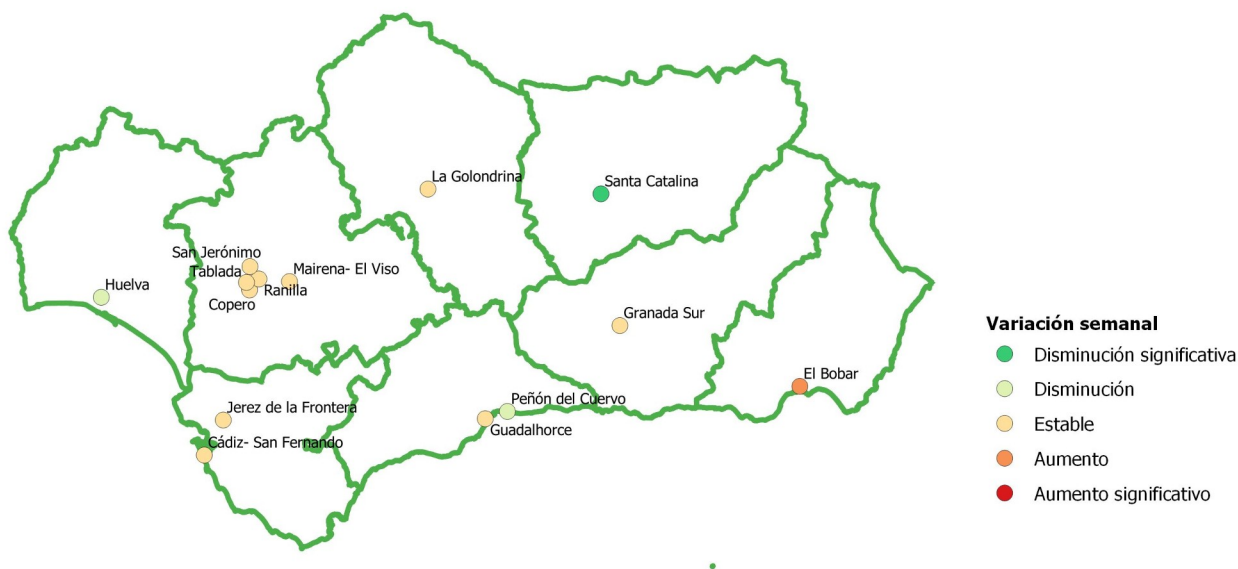 La Golondrina
Santa Catalina
San Jerónimo
Tablada
Mairena- El Viso
Ranilla
Copero
Huelva
Granada Sur
El Bobar
Peñón del Cuervo
Guadalhorce
Jerez de la Frontera
Cádiz- San Fernando
Variación semanal
Disminución significativa
Disminución
Estable
Aumento
Aumento significativo